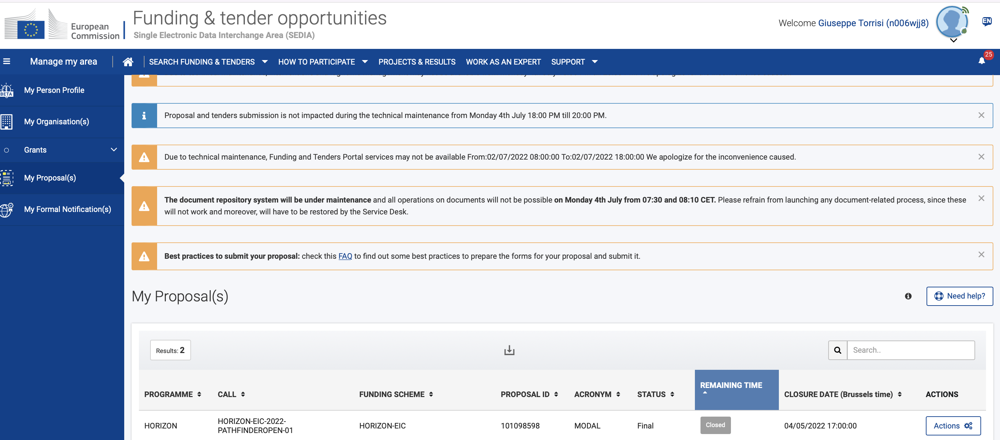 European
Commission
Funding & tender opportunities
Single Electronic Data Interchange Area (SEDIA)
Welcome Giuseppe Torrisi (n006wjj8)
EN
Manage my area
SEARCH FUNDING & TENDERS
HOW TO PARTICIPATE
PROJECTS & RESULTS
WORK AS AN EXPERT
SUPPORT
25
BETA
My Person Profile
My Organisation(s)
Grants
My Proposal(s)
My Formal Notification(s)
Proposal and tenders submission is not impacted during the technical maintenance from Monday 4th July 18:00 PM till 20:00 PM.
Due to technical maintenance, Funding and Tenders Portal services may not be available From:02/07/2022 08:00:00 To:02/07/2022 18:00:00 We apologize for the inconvenience caused.
The document repository system will be under maintenance and all operations on documents will not be possible on Monday 4th July from 07:30 and 08:10 CET. Please refrain from launching any document-related process, since these
will not work and moreover, will have to be restored by the Service Desk.
Best practices to submit your proposal: check this FAQ to find out some best practices to prepare the forms for your proposal and submit it.
My Proposal(s)
Need help?
Results: 2
Search..
PROGRAMME
CALL
FUNDING SCHEME
PROPOSAL ID
ACRONYM
STATUS
REMAINING TIME
CLOSURE DATE (Brussels time)
ACTIONS
HORIZON
HORIZON-EIC-2022-
PATHFINDEROPEN-01
HORIZON-EIC
101098598
MODAL
Final
Closed
04/05/2022 17:00:00
Actions